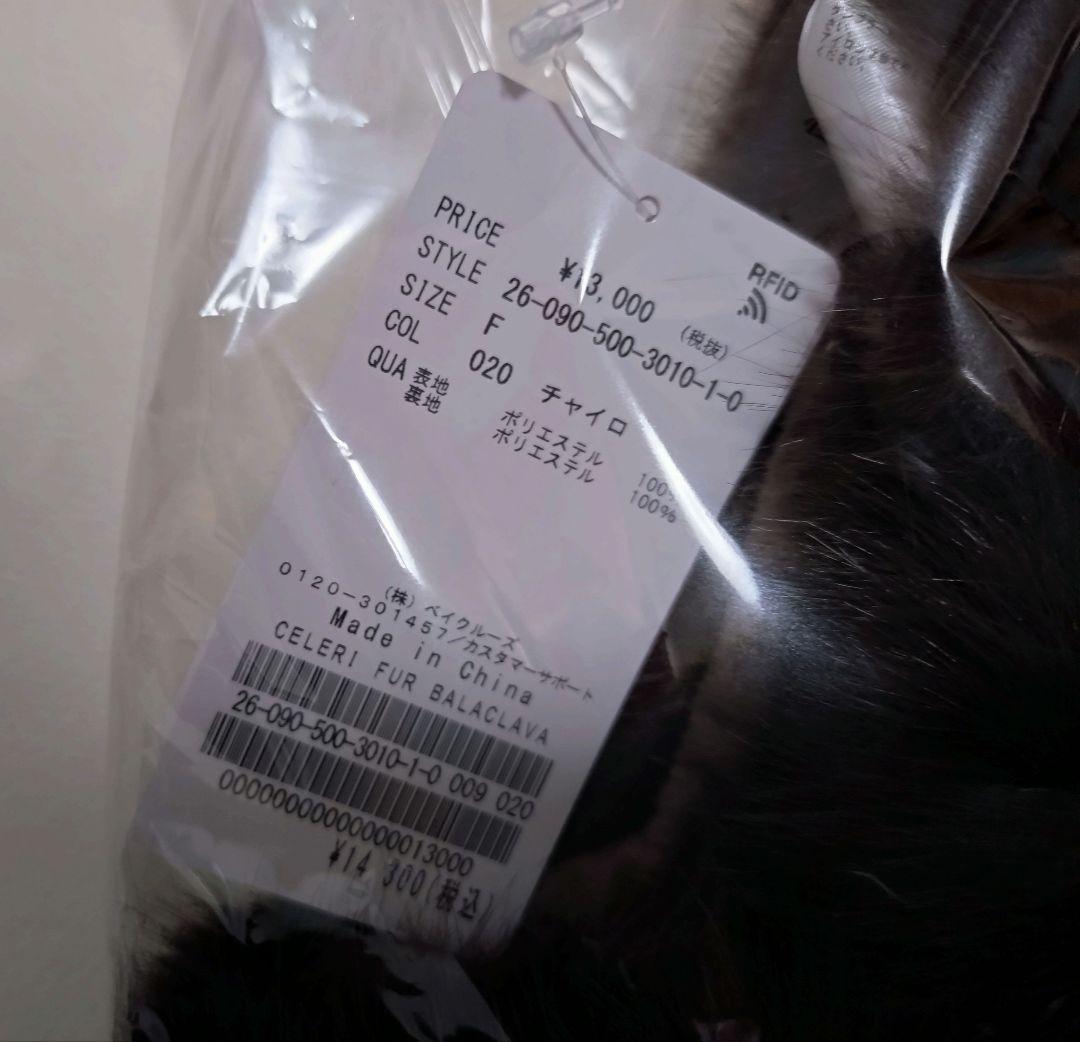 RFID
PRICE ¥13,000 (税抜)
STYLE 26-090-500-3010-1-0
SIZE F
COL 020 チャイロ
QUA 表地 ポリエステル 100%
裏地 ポリエステル 100%
(株)ベイクルーズ
0120-301457/カスタマーサポート
Made in China
CELERI FUR BALACLAVA
26-090-500-3010-1-0 009 020
0000000000000013000
¥14,300(税込)
ください。